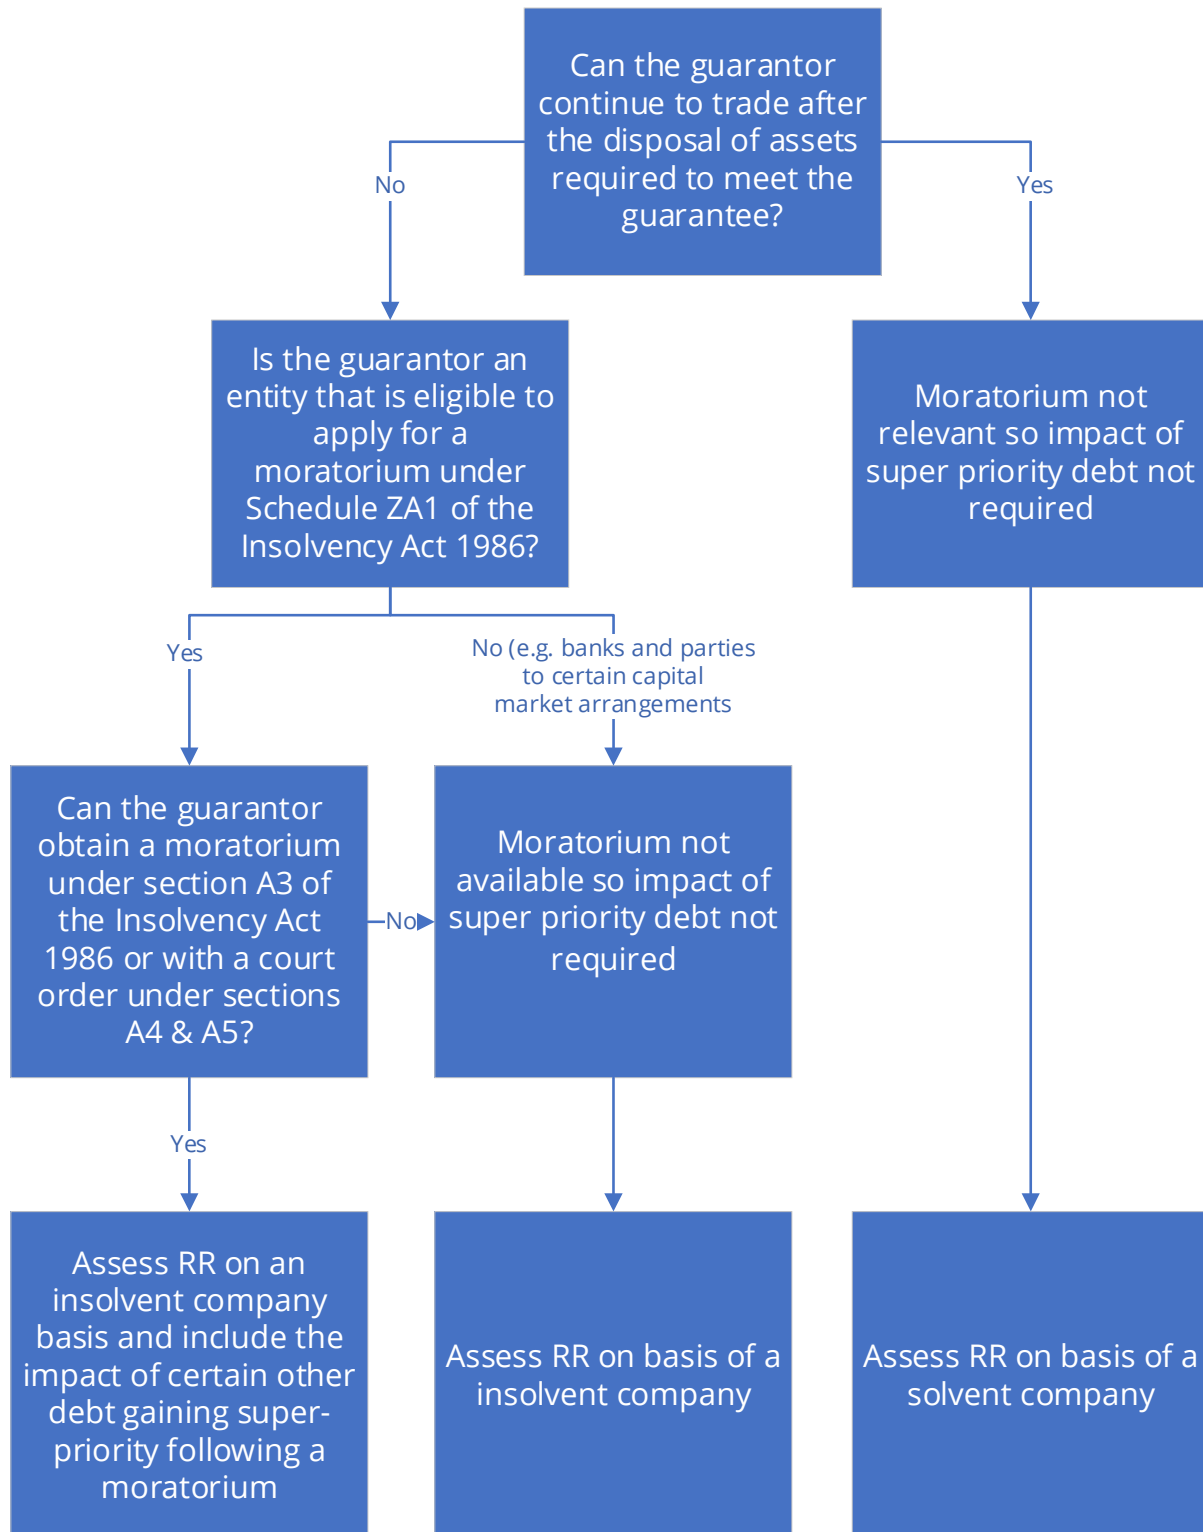 Can the guarantor
continue to trade after
the disposal of assets
required to meet the
guarantee?
No
Yes
Is the guarantor an
entity that is eligible to
apply for a
moratorium under
Schedule ZA1 of the
Insolvency Act 1986?
Moratorium not
relevant so impact of
super priority debt not
required
Yes
No (e.g. banks and parties
to certain capital
market arrangements
Can the guarantor
obtain a moratorium
under section A3 of
the Insolvency Act
1986 or with a court
order under sections
A4 & A5?
No
Moratorium not
available so impact of
super priority debt not
required
Yes
Assess RR on an
insolvent company
basis and include the
impact of certain other
debt gaining super-
priority following a
moratorium
Assess RR on basis of a
insolvent company
Assess RR on basis of a
solvent company